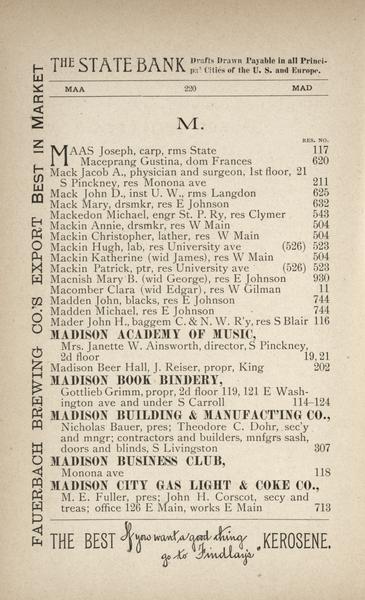 THE STATE BANK Drafts Drawn Payable in all Princi-
pal Cities of the U. S. and Europe.
MAA 220 MAD
M.
RES. NO.
MAAS Joseph, carp, rms State 117
Maceprang Gustina, dom Frances 620
Mack Jacob A., physician and surgeon, 1st floor, 21
S Pinckney, res Monona ave 211
Mack John D., inst U. W., rms Langdon 625
Mack Mary, drsmkr, res E Johnson 632
Mackedon Michael, engr St. P. Ry, res Clymer 543
Mackin Annie, drsmkr, res W Main 504
Mackin Christopher, lather, res W Main 504
Mackin Hugh, lab, res University ave (526) 523
Mackin Katherine (wid James), res W Main 504
Mackin Patrick, ptr, res University ave (526) 523
Macnish Mary B. (wid George), res E Johnson 930
Macomber Clara (wid Edgar), res W Gilman 11
Madden John, blacks, res E Johnson 744
Madden Michael, res E Johnson 744
Mader John H., baggem C. & N. W. R'y, res S Blair 116
MADISON ACADEMY OF MUSIC,
Mrs. Janette W. Ainsworth, director, S Pinckney,
2d floor 19, 21
Madison Beer Hall, J. Reiser, propr, King 202
MADISON BOOK BINDERY,
Gottlieb Grimm, propr, 2d floor 119, 121 E Wash-
ington ave and under S Carroll 114-124
MADISON BUILDING & MANUFACT'ING CO.,
Nicholas Bauer, pres; Theodore C. Dohr, sec'y
and mngr; contractors and builders, mnfgrs sash,
doors and blinds, S Livingston 307
MADISON BUSINESS CLUB,
Monona ave 118
MADISON CITY GAS LIGHT & COKE CO.,
M. E. Fuller, pres; John H. Corscot, secy and
treas; office 126 E Main, works E Main 713
THE BEST If you want a good thing go to Findlay's KEROSENE.
FAUERBACH BREWING CO.'S EXPORT BEST IN MARKET